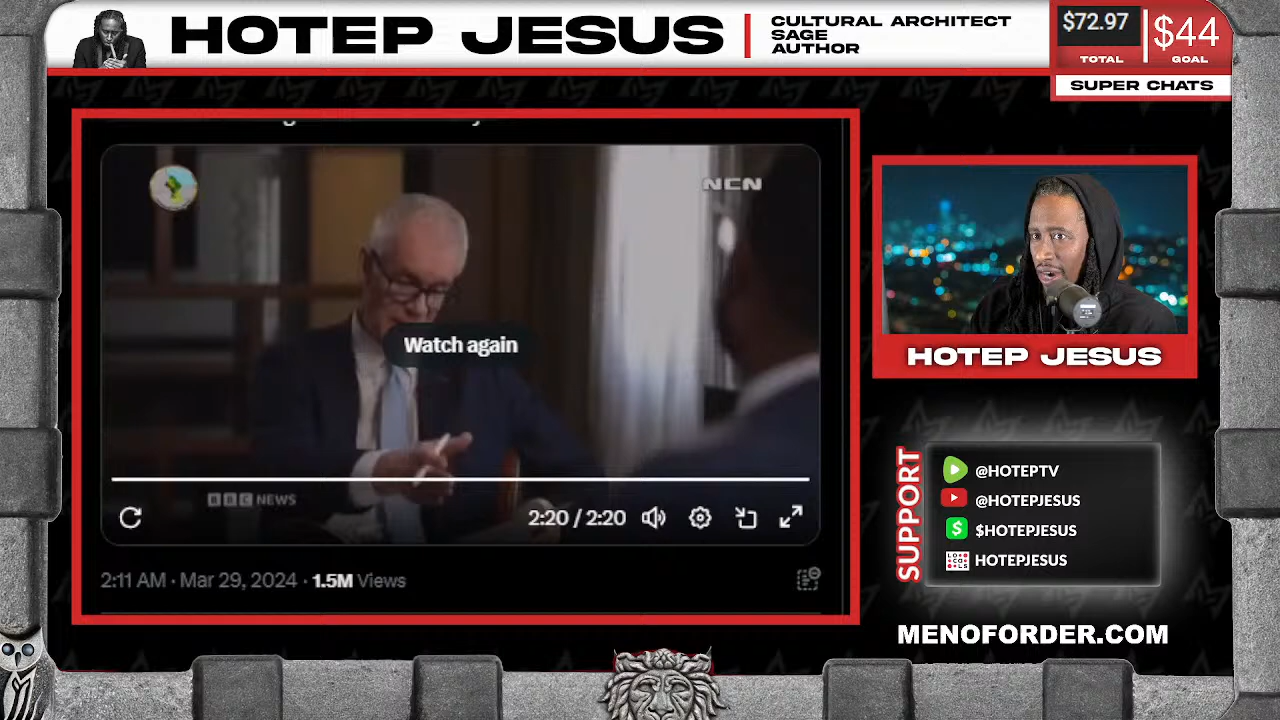 HOTEP JESUS
CULTURAL ARCHITECT
SAGE
AUTHOR
$72.97
TOTAL
$44
GOAL
SUPER CHATS
NCN
Watch again
BBC NEWS
2:20 / 2:20
2:11 AM · Mar 29, 2024 · 1.5M Views
HOTEP JESUS
SUPPORT
@HOTEPTV
@HOTEPJESUS
$HOTEPJESUS
LOCALS
HOTEPJESUS
MENOFORDER.COM